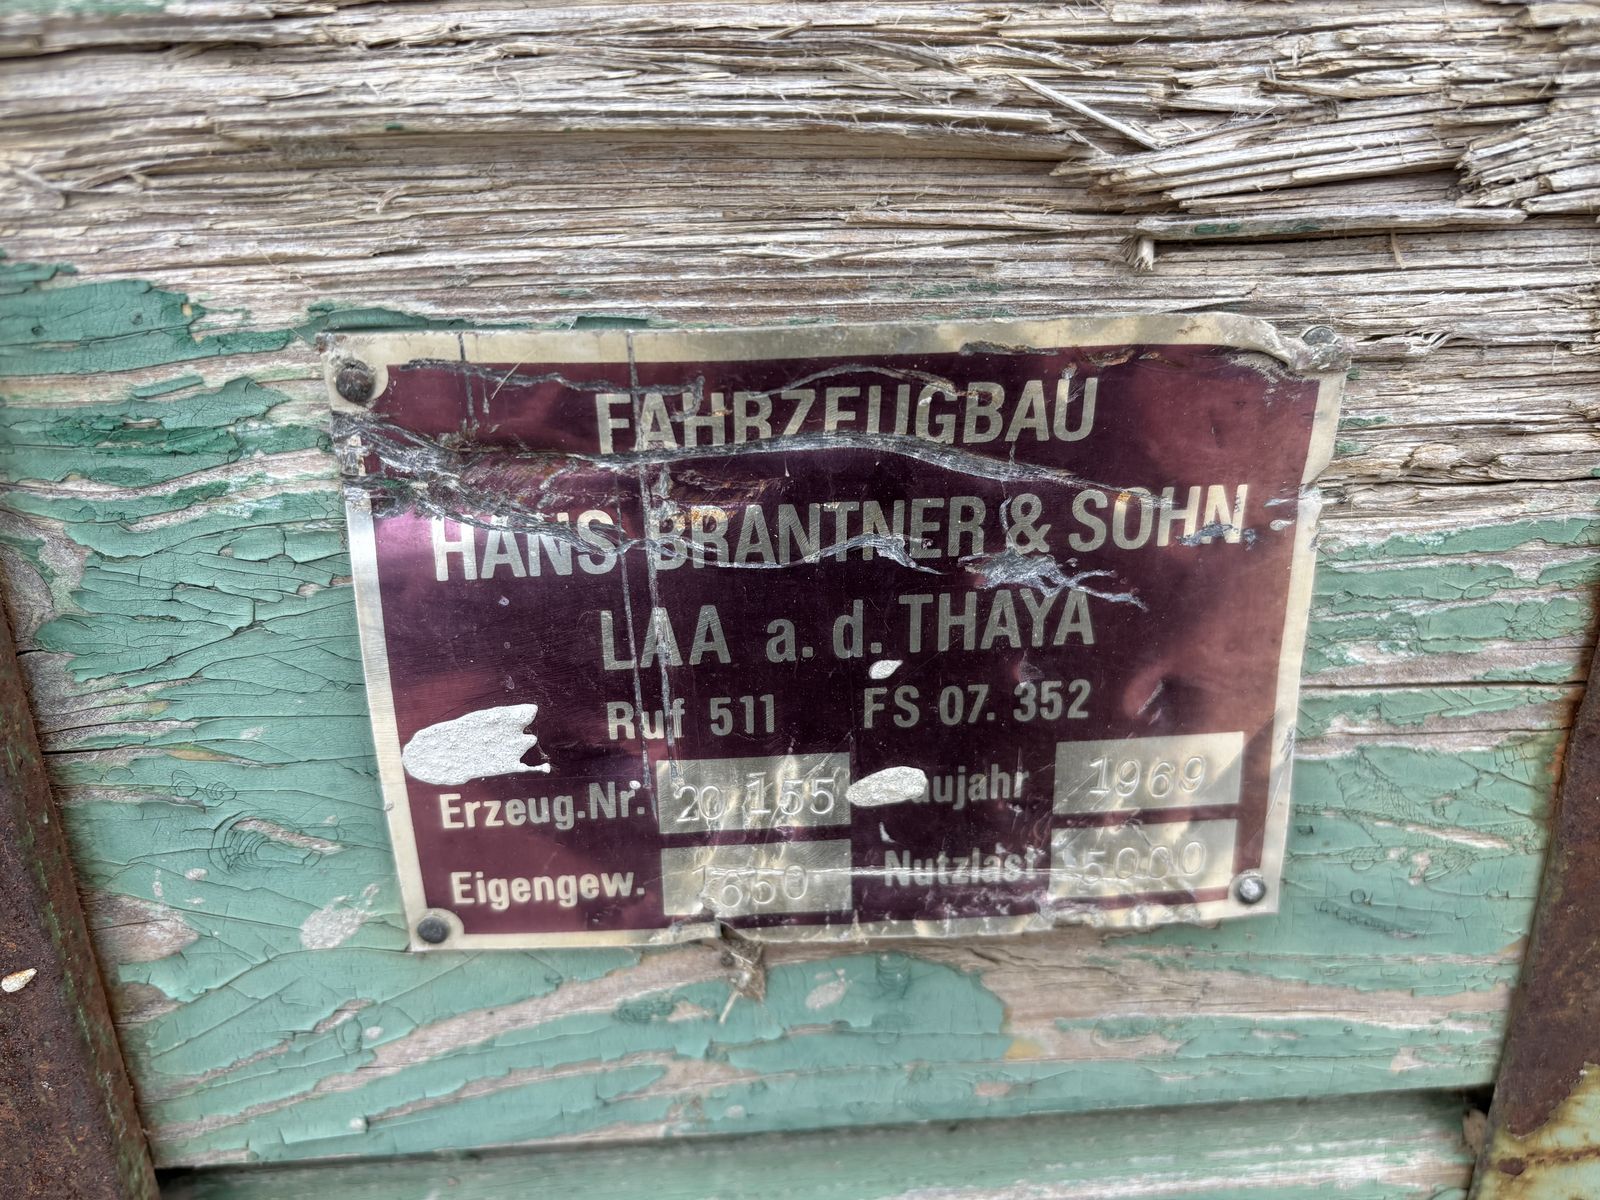 FAHRZEUGBAU
HANS BRANTNER & SOHN
LAA a. d. THAYA
Ruf 511 FS 07. 352
Erzeug.Nr. 20 155 Baujahr 1969
Eigengew. 1650 Nutzlast 5000